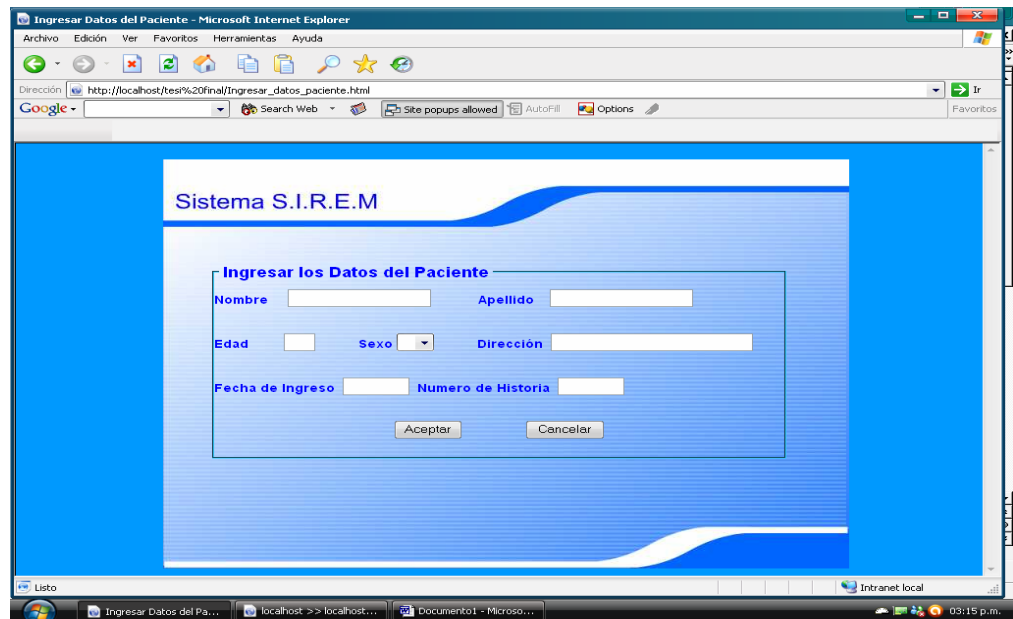 Ingresar Datos del Paciente - Microsoft Internet Explorer
Archivo Edición Ver Favoritos Herramientas Ayuda
Dirección http://localhost/tesi%20final/Ingresar_datos_paciente.html Ir
Google Search Web Site popups allowed AutoFill Options Favoritos
Sistema S.I.R.E.M
Ingresar los Datos del Paciente
Nombre Apellido
Edad Sexo Dirección
Fecha de Ingreso Numero de Historia
Aceptar Cancelar
Listo Intranet local
Ingresar Datos del Pa... localhost >> localhost... Documento1 - Microso... 03:15 p.m.